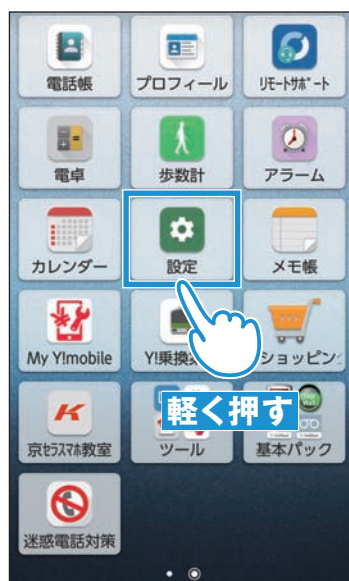 電話帳
プロフィール
リモートサポート
電卓
歩数計
アラーム
カレンダー
設定
メモ帳
My Y!mobile
Y!乗換
ショッピン
軽く押す
京セラスマホ教室
ツール
基本パック
迷惑電話対策